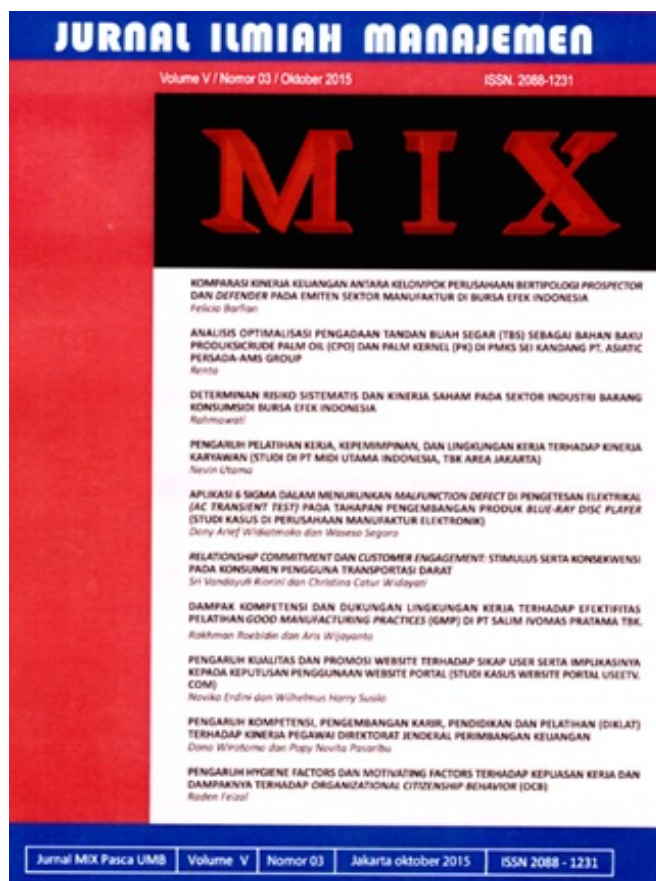 JURNAL ILMIAH MANAJEMEN
Volume V / Nomor 03 / Oktober 2015 ISSN. 2088-1231
MIX
KOMPARASI KINERJA KEUANGAN ANTARA KELOMPOK PERUSAHAAN BERTIPOLOGI PROSPECTOR
DAN DEFENDER PADA EMITEN SEKTOR MANUFAKTUR DI BURSA EFEK INDONESIA
Felicia Barlian
ANALISIS OPTIMALISASI PENGADAAN TANDAN BUAH SEGAR (TBS) SEBAGAI BAHAN BAKU
PRODUKSICRUDE PALM OIL (CPO) DAN PALM KERNEL (PK) DI PMKS SEI KANDANG PT. ASIATIC
PERSADA-AMS GROUP
Renta
DETERMINAN RISIKO SISTEMATIS DAN KINERJA SAHAM PADA SEKTOR INDUSTRI BARANG
KONSUMSIDI BURSA EFEK INDONESIA
Rahmawati
PENGARUH PELATIHAN KERJA, KEPEMIMPINAN, DAN LINGKUNGAN KERJA TERHADAP KINERJA
KARYAWAN (STUDI DI PT MIDI UTAMA INDONESIA, TBK AREA JAKARTA)
Nevin Utama
APLIKASI 6 SIGMA DALAM MENURUNKAN MALFUNCTION DEFECT DI PENGETESAN ELEKTRIKAL
(AC TRANSIENT TEST) PADA TAHAPAN PENGEMBANGAN PRODUK BLUE-RAY DISC PLAYER
(STUDI KASUS DI PERUSAHAAN MANUFAKTUR ELEKTRONIK)
Dony Arief Widiatmoko dan Waseso Segoro
RELATIONSHIP COMMITMENT DAN CUSTOMER ENGAGEMENT: STIMULUS SERTA KONSEKWENSI
PADA KONSUMEN PENGGUNA TRANSPORTASI DARAT
Sri Vandayuli Riorini dan Christina Catur Widayati
DAMPAK KOMPETENSI DAN DUKUNGAN LINGKUNGAN KERJA TERHADAP EFEKTIFITAS
PELATIHAN GOOD MANUFACTURING PRACTICES (GMP) DI PT SALIM IVOMAS PRATAMA TBK.
Rakhman Roebidin dan Aris Wijayanto
PENGARUH KUALITAS DAN PROMOSI WEBSITE TERHADAP SIKAP USER SERTA IMPLIKASINYA
KEPADA KEPUTUSAN PENGGUNAAN WEBSITE PORTAL (STUDI KASUS WEBSITE PORTAL USEETV.
COM)
Novika Erdini dan Wilhelmus Harry Susilo
PENGARUH KOMPETENSI, PENGEMBANGAN KARIR, PENDIDIKAN DAN PELATIHAN (DIKLAT)
TERHADAP KINERJA PEGAWAI DIREKTORAT JENDERAL PERIMBANGAN KEUANGAN
Dono Wiratomo dan Popy Novita Pasaribu
PENGARUH HYGIENE FACTORS DAN MOTIVATING FACTORS TERHADAP KEPUASAN KERJA DAN
DAMPAKNYA TERHADAP ORGANIZATIONAL CITIZENSHIP BEHAVIOR (OCB)
Raden Feizal
Jurnal MIX Pasca UMB Volume V Nomor 03 Jakarta oktober 2015 ISSN 2088 - 1231